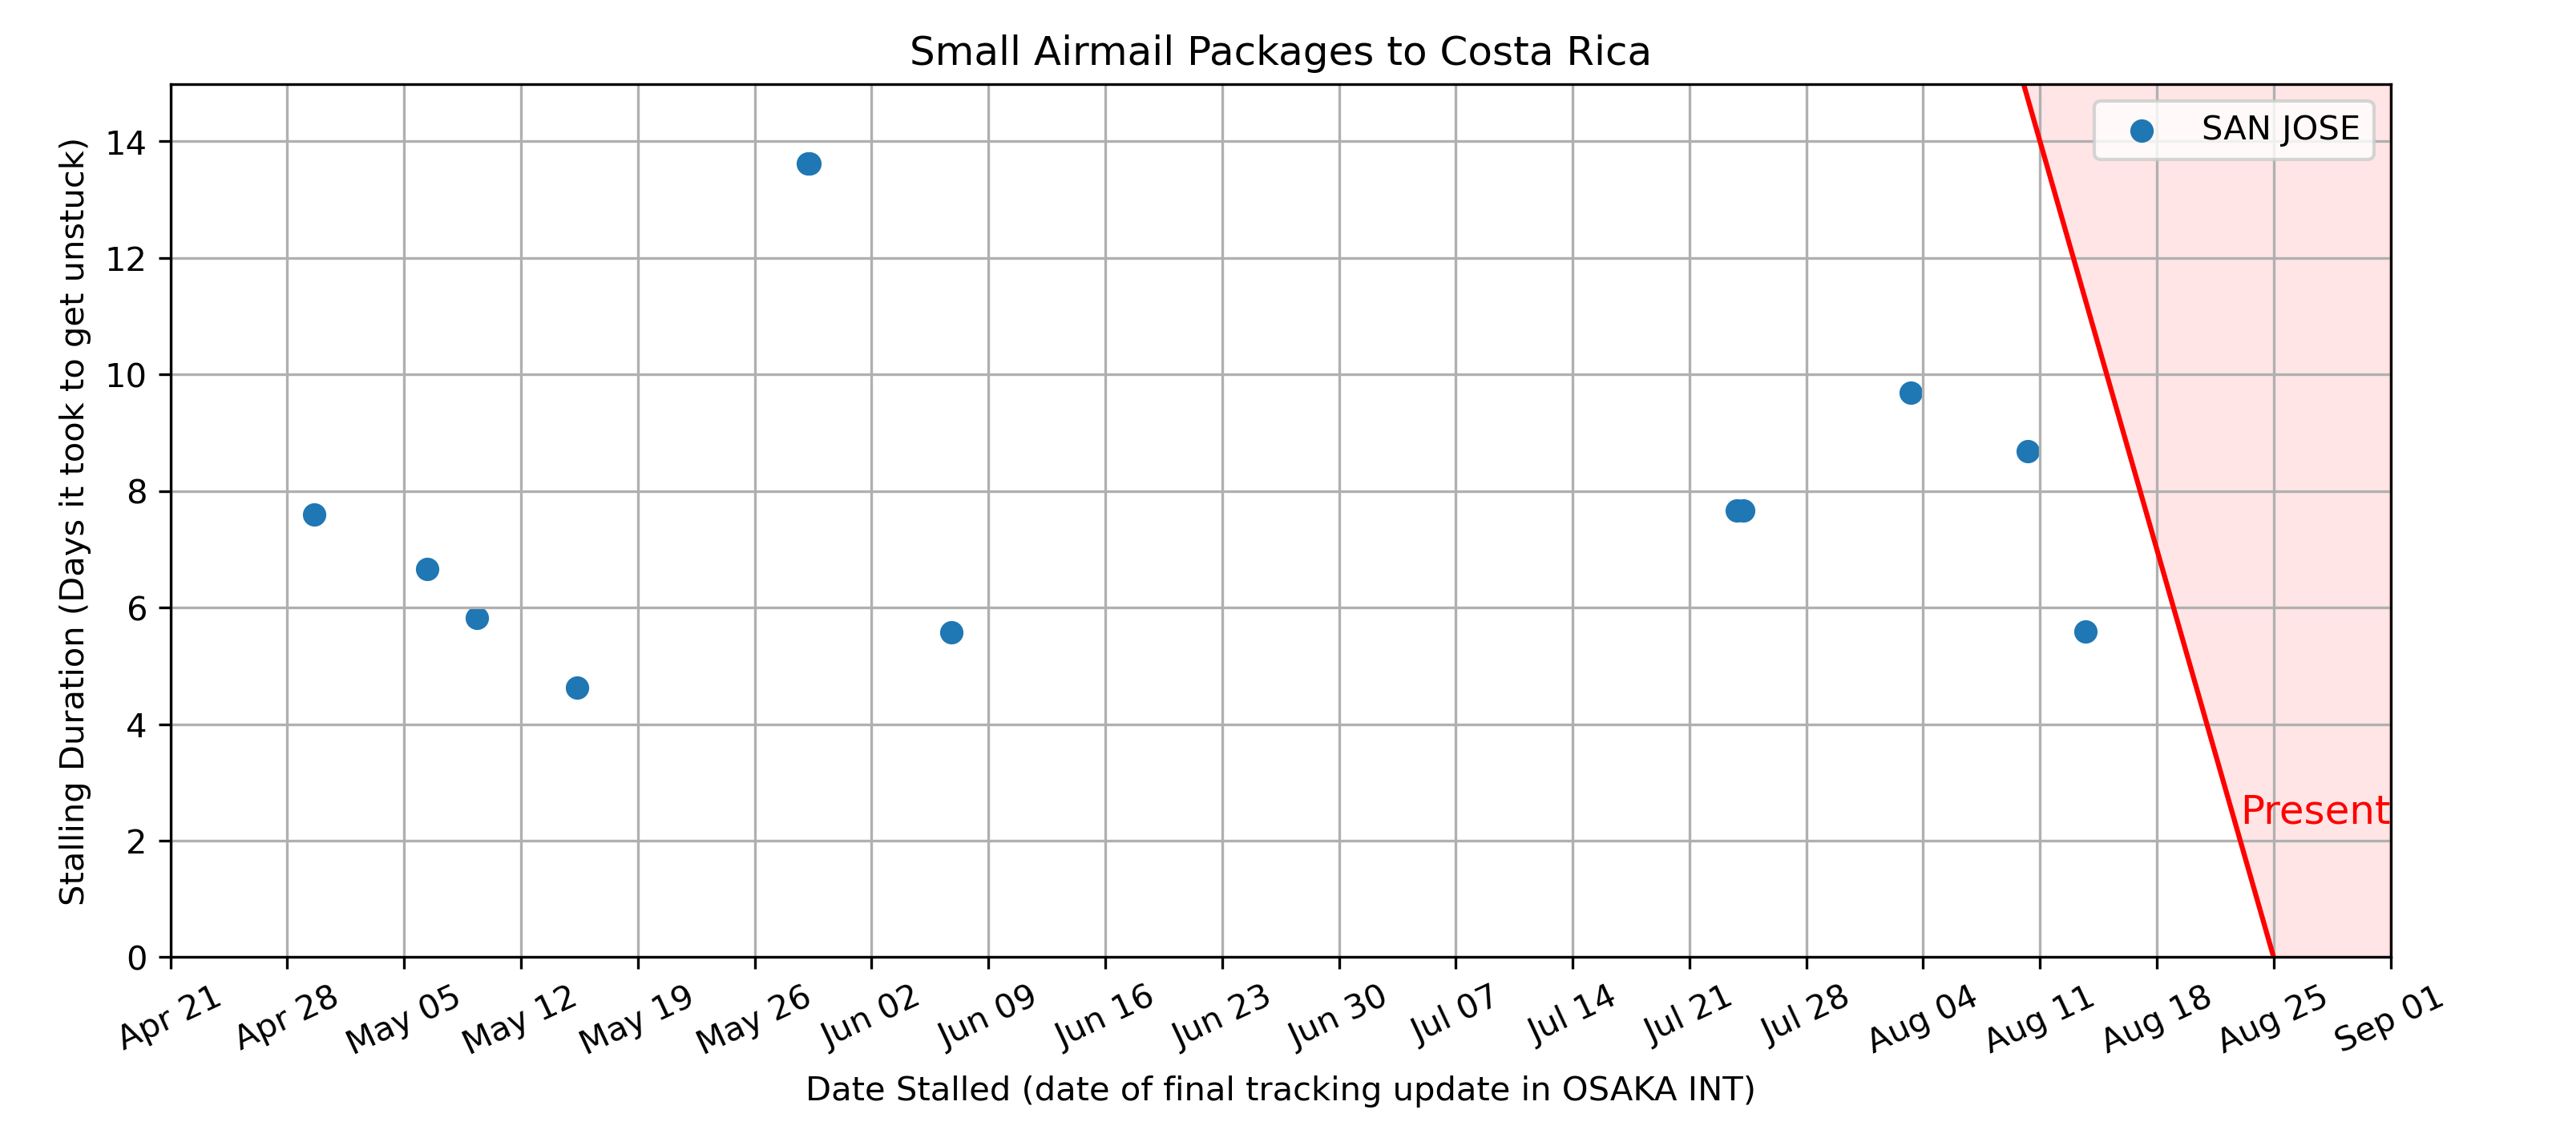 Small Airmail Packages to Costa Rica
SAN JOSE
Stalling Duration (Days it took to get unstuck)
14
12
10
8
6
4
2
0
Present
Apr 21
Apr 28
May 05
May 12
May 19
May 26
Jun 02
Jun 09
Jun 16
Jun 23
Jun 30
Jul 07
Jul 14
Jul 21
Jul 28
Aug 04
Aug 11
Aug 18
Aug 25
Sep 01
Date Stalled (date of final tracking update in OSAKA INT)